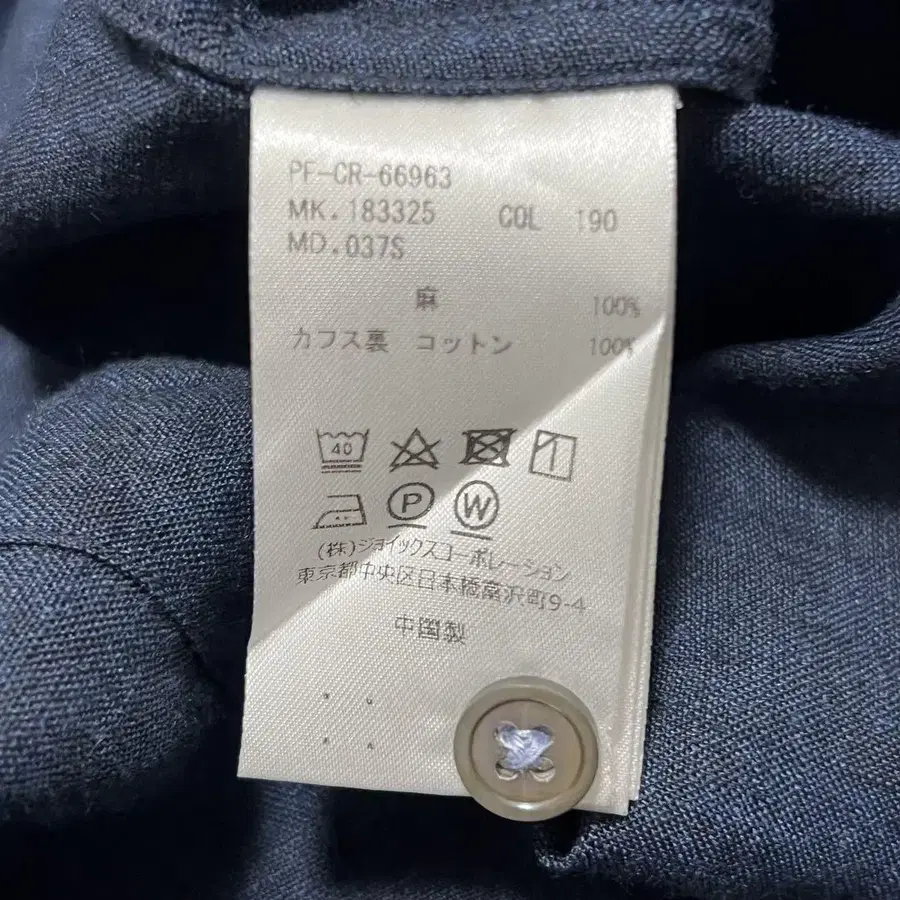 PF-CR-66963
MK.183325 COL 190
MD.037S
麻 100%
カフス裏 コットン 100%
40
P W
(株)ジョイックスコーポレーション
東京都中央区日本橋富沢町9-4
中国製